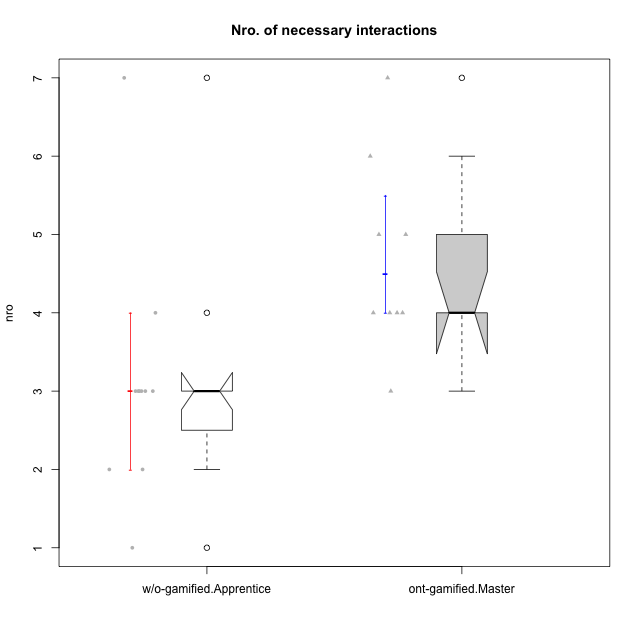 Nro. of necessary interactions
7
6
5
4
3
2
1
nro
w/o-gamified.Apprentice
ont-gamified.Master